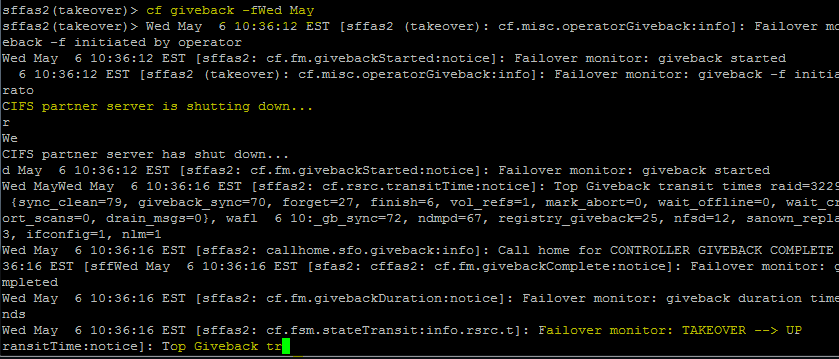 sffas2(takeover)> cf giveback -fWed May
sffas2(takeover)> Wed May  6 10:36:12 EST [sffas2 (takeover): cf.misc.operatorGiveback:info]: Failover mo
eback -f initiated by operator
Wed May  6 10:36:12 EST [sffas2: cf.fm.givebackStarted:notice]: Failover monitor: giveback started
  6 10:36:12 EST [sffas2 (takeover): cf.misc.operatorGiveback:info]: Failover monitor: giveback -f initia
rato
CIFS partner server is shutting down...
r
We
CIFS partner server has shut down...
d May  6 10:36:12 EST [sffas2: cf.fm.givebackStarted:notice]: Failover monitor: giveback started
Wed MayWed May  6 10:36:16 EST [sffas2: cf.rsrc.transitTime:notice]: Top Giveback transit times raid=3229
 {sync_clean=79, giveback_sync=70, forget=27, finish=6, vol_refs=1, mark_abort=0, wait_offline=0, wait_cr
ort_scans=0, drain_msgs=0}, wafl  6 10:_gb_sync=72, ndmpd=67, registry_giveback=25, nfsd=12, sanown_repla
3, ifconfig=1, nlm=1
Wed May  6 10:36:16 EST [sffas2: callhome.sfo.giveback:info]: Call home for CONTROLLER GIVEBACK COMPLETE
36:16 EST [sffWed May  6 10:36:16 EST [sfas2: cffas2: cf.fm.givebackComplete:notice]: Failover monitor: g
mpleted
Wed May  6 10:36:16 EST [sffas2: cf.fm.givebackDuration:notice]: Failover monitor: giveback duration time
nds
Wed May  6 10:36:16 EST [sffas2: cf.fsm.stateTransit:info.rsrc.t]: Failover monitor: TAKEOVER --> UP
ransitTime:notice]: Top Giveback tr